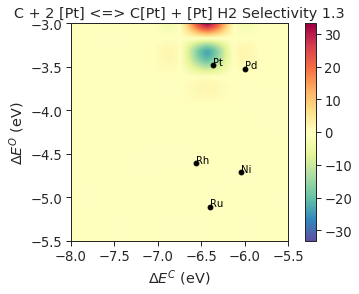 C + 2 [Pt] <=> C[Pt] + [Pt] H2 Selectivity 1.3
−3.0
−3.5
−4.0
−4.5
−5.0
−5.5
ΔE^O (eV)
Pt
Pd
Rh
Ni
Ru
−8.0 −7.5 −7.0 −6.5 −6.0 −5.5
ΔE^C (eV)
30
20
10
0
−10
−20
−30